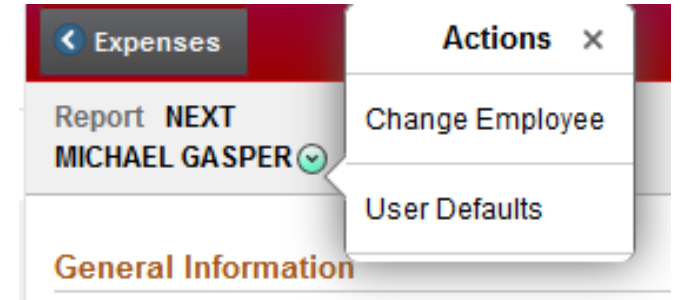 Expenses
Actions ×
Report NEXT
MICHAEL GASPER
Change Employee
User Defaults
General Information